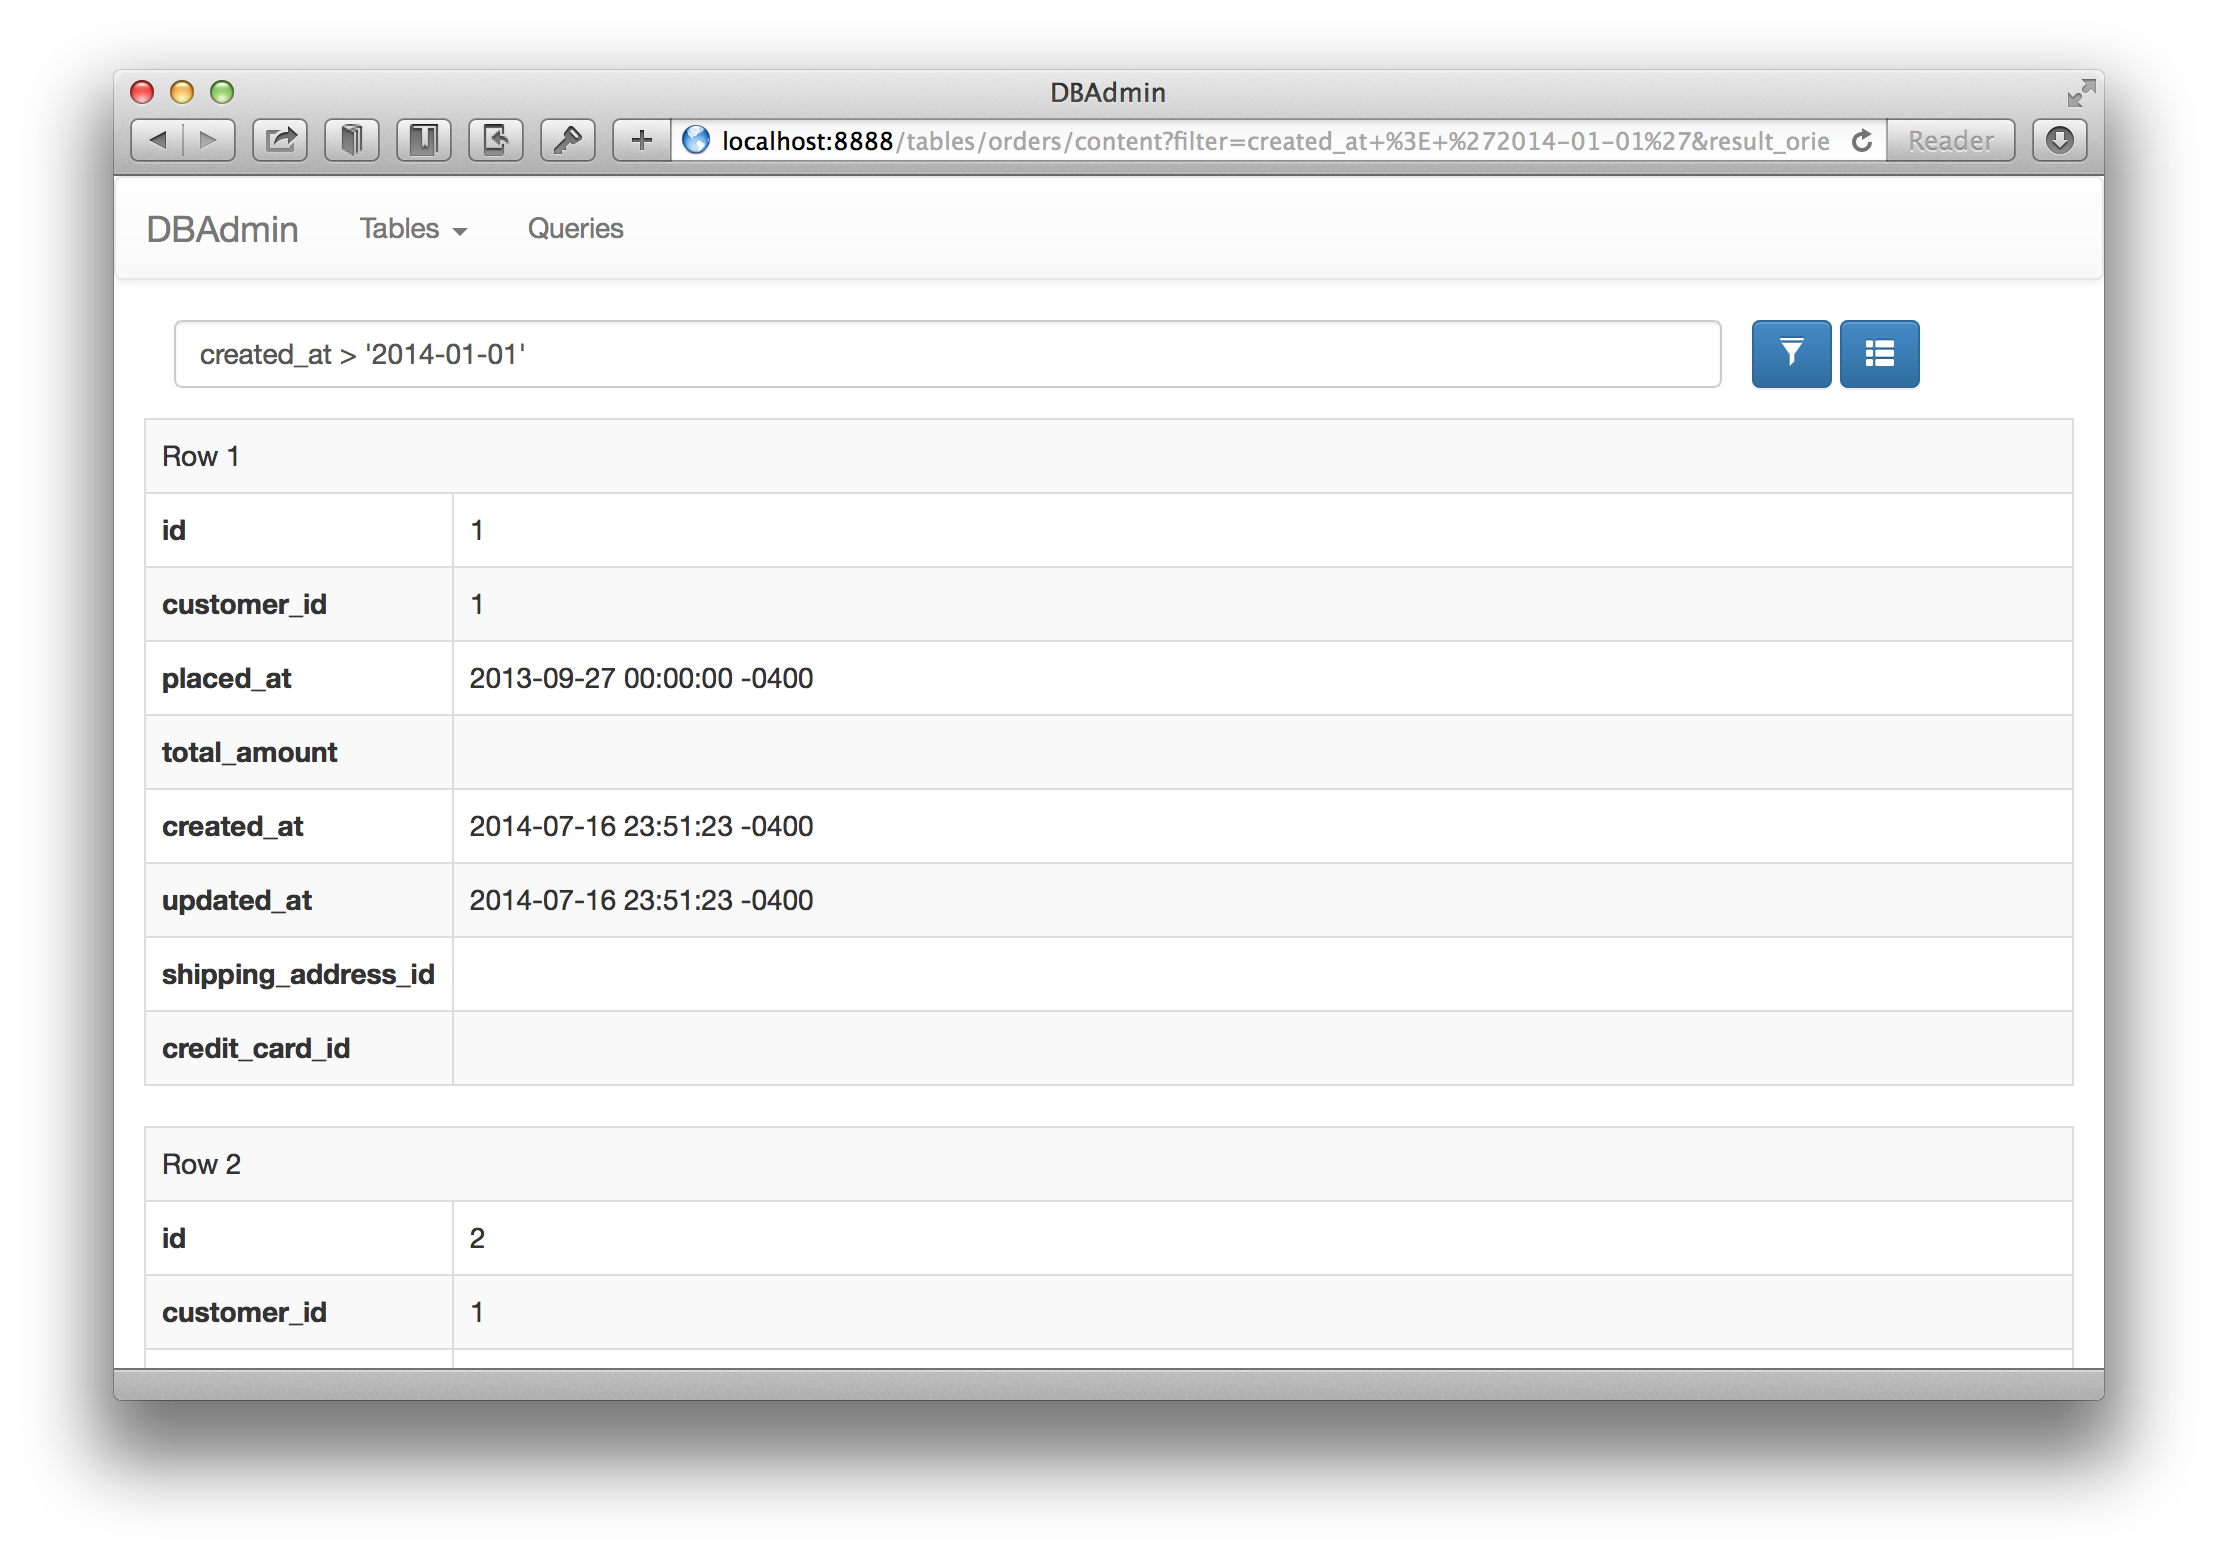 DBAdmin
localhost:8888/tables/orders/content?filter=created_at+%3E+%272014-01-01%27&result_orie
Reader
DBAdmin Tables Queries
created_at > '2014-01-01'
Row 1
id 1
customer_id 1
placed_at 2013-09-27 00:00:00 -0400
total_amount
created_at 2014-07-16 23:51:23 -0400
updated_at 2014-07-16 23:51:23 -0400
shipping_address_id
credit_card_id
Row 2
id 2
customer_id 1